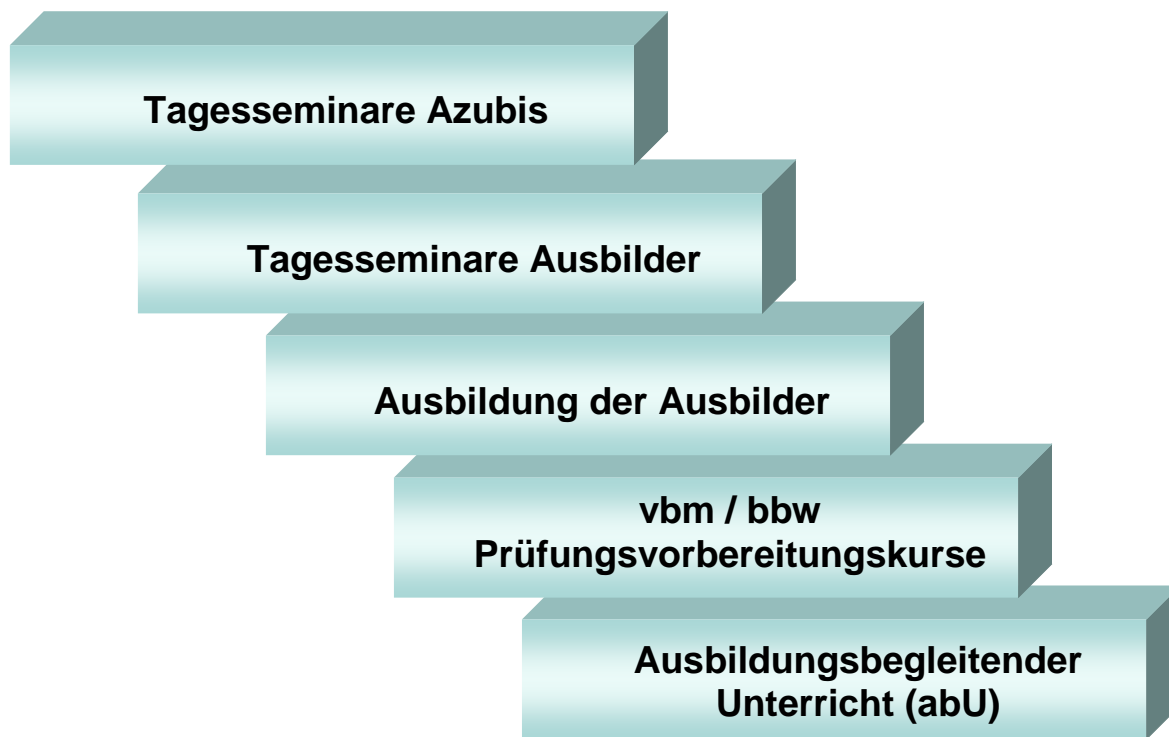 Tagesseminare Azubis
Tagesseminare Ausbilder
Ausbildung der Ausbilder
vbm / bbw
Prüfungsvorbereitungskurse
Ausbildungsbegleitender
Unterricht (abU)